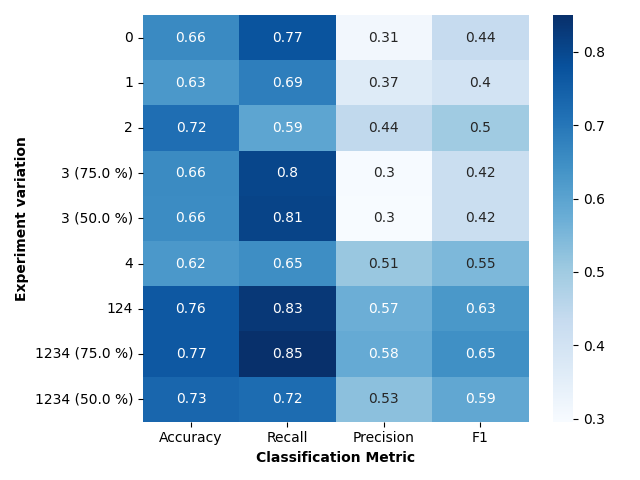 0 0.66 0.77 0.31 0.44
1 0.63 0.69 0.37 0.4
2 0.72 0.59 0.44 0.5
3 (75.0 %) 0.66 0.8 0.3 0.42
3 (50.0 %) 0.66 0.81 0.3 0.42
4 0.62 0.65 0.51 0.55
124 0.76 0.83 0.57 0.63
1234 (75.0 %) 0.77 0.85 0.58 0.65
1234 (50.0 %) 0.73 0.72 0.53 0.59
Accuracy Recall Precision F1
Classification Metric
Experiment variation
0.8
0.7
0.6
0.5
0.4
0.3